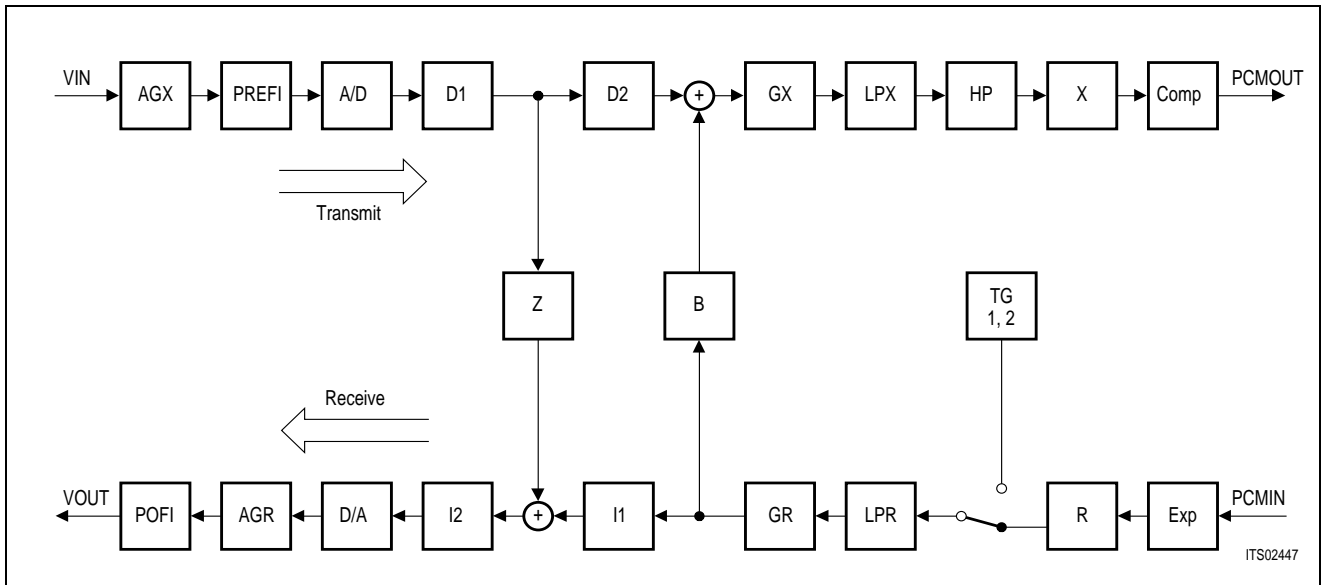 VIN
AGX
PREFI
A/D
D1
D2
+
GX
LPX
HP
X
Comp
PCMOUT
Transmit
Z
B
TG
1, 2
Receive
VOUT
POFI
AGR
D/A
I2
+
I1
GR
LPR
R
Exp
PCMIN
ITS02447